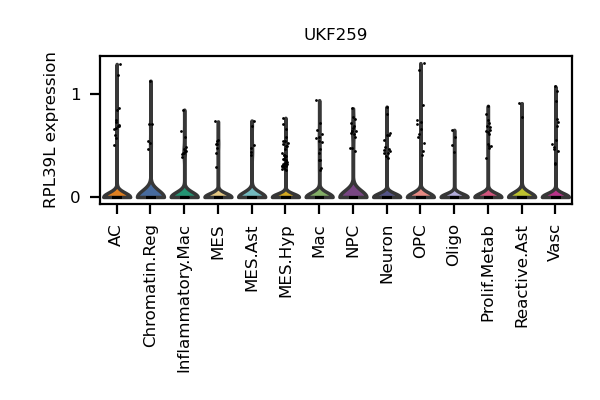 UKF259
RPL39L expression
1
0
AC
Chromatin.Reg
Inflammatory.Mac
MES
MES.Ast
MES.Hyp
Mac
NPC
Neuron
OPC
Oligo
Prolif.Metab
Reactive.Ast
Vasc